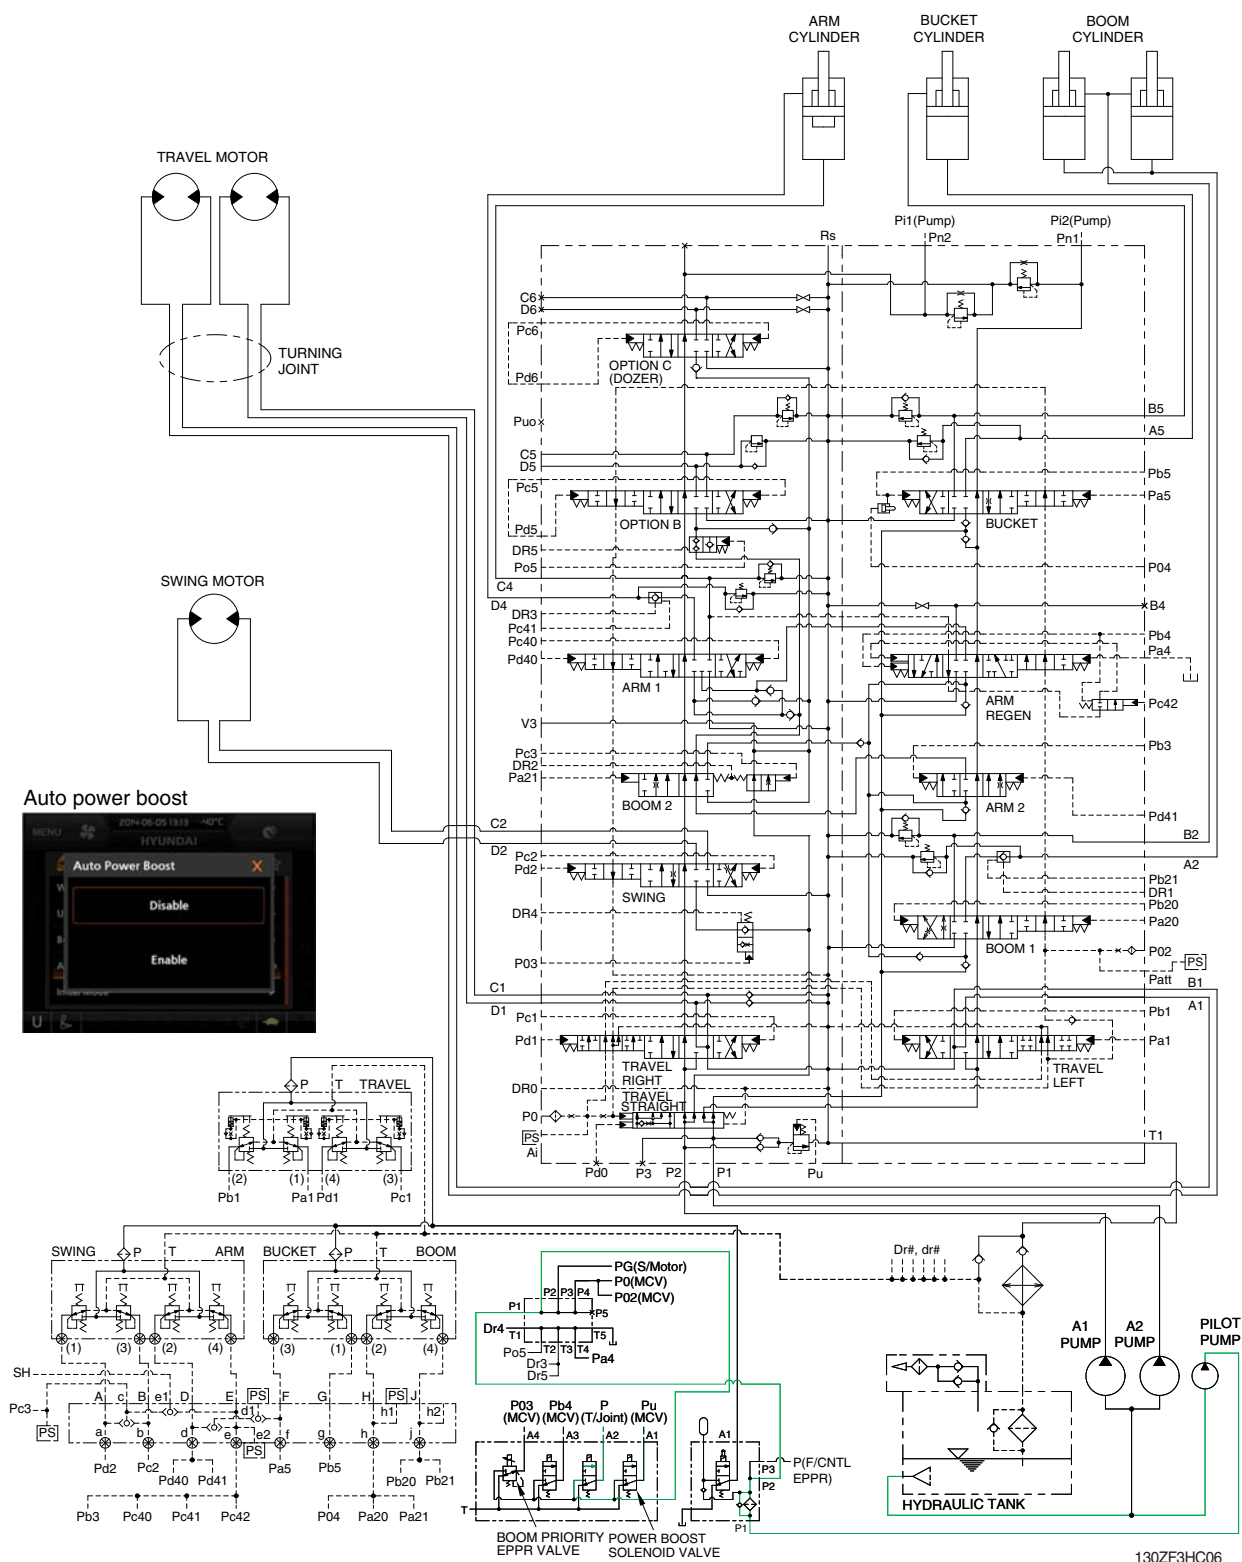 ARM
CYLINDER
BUCKET
CYLINDER
BOOM
CYLINDER
TRAVEL MOTOR
TURNING
JOINT
SWING MOTOR
Rs
Pi1(Pump)
Pn2
Pi2(Pump)
Pn1
C6
D6
Pc6
Pd6
OPTION C
(DOZER)
Puo
C5
D5
Pc5
Pd5
OPTION B
DR5
Po5
C4
D4
DR3
Pc41
Pc40
Pd40
ARM 1
V3
Pc3
DR2
Pa21
BOOM 2
C2
D2
Pc2
Pd2
SWING
DR4
P03
C1
D1
Pc1
Pd1
TRAVEL
RIGHT
DR0
TRAVEL
STRAIGHT
P0
PS
Ai
Pd0
P3
P2
P1
Pu
B5
A5
Pb5
Pa5
BUCKET
P04
B4
Pb4
Pa4
ARM
REGEN
Pc42
Pb3
ARM 2
Pd41
B2
A2
Pb21
DR1
Pb20
Pa20
BOOM 1
P02
PS
Patt
B1
A1
Pb1
Pa1
TRAVEL
LEFT
T1
Auto power boost
MENU
2014-06-05 13:13
-40°C
HYUNDAI
Auto Power Boost
X
Disable
Enable
Initial Mode
U
P
T
TRAVEL
(2)
(1)
(4)
(3)
Pb1
Pa1
Pd1
Pc1
SWING
P
T
ARM
BUCKET
P
T
BOOM
(1)
(3)
(2)
(4)
(3)
(1)
(2)
(4)
SH
Pc3
PS
A
c
B
e1
D
E
d1
PS
F
G
H
PS
h1
J
h2
a
b
d
e
e2
PS
f
g
h
j
Pd2
Pc2
Pd40
Pd41
Pa5
Pb5
Pb20
Pb21
Pb3
Pc40
Pc41
Pc42
P04
Pa20
Pa21
PG(S/Motor)
P0(MCV)
P02(MCV)
P1
P2
P3
P4
P5
Dr4
T1
T2
T3
T4
T5
Po5
Dr3
Dr5
Pa4
P03
(MCV)
Pb4
(MCV)
P
(T/Joint)
Pu
(MCV)
A4
A3
A2
A1
T
BOOM PRIORITY
EPPR VALVE
POWER BOOST
SOLENOID VALVE
A1
P3
P2
P1
P(F/CNTL
EPPR)
Dr#, dr#
A1
PUMP
A2
PUMP
PILOT
PUMP
HYDRAULIC TANK
130ZF3HC06